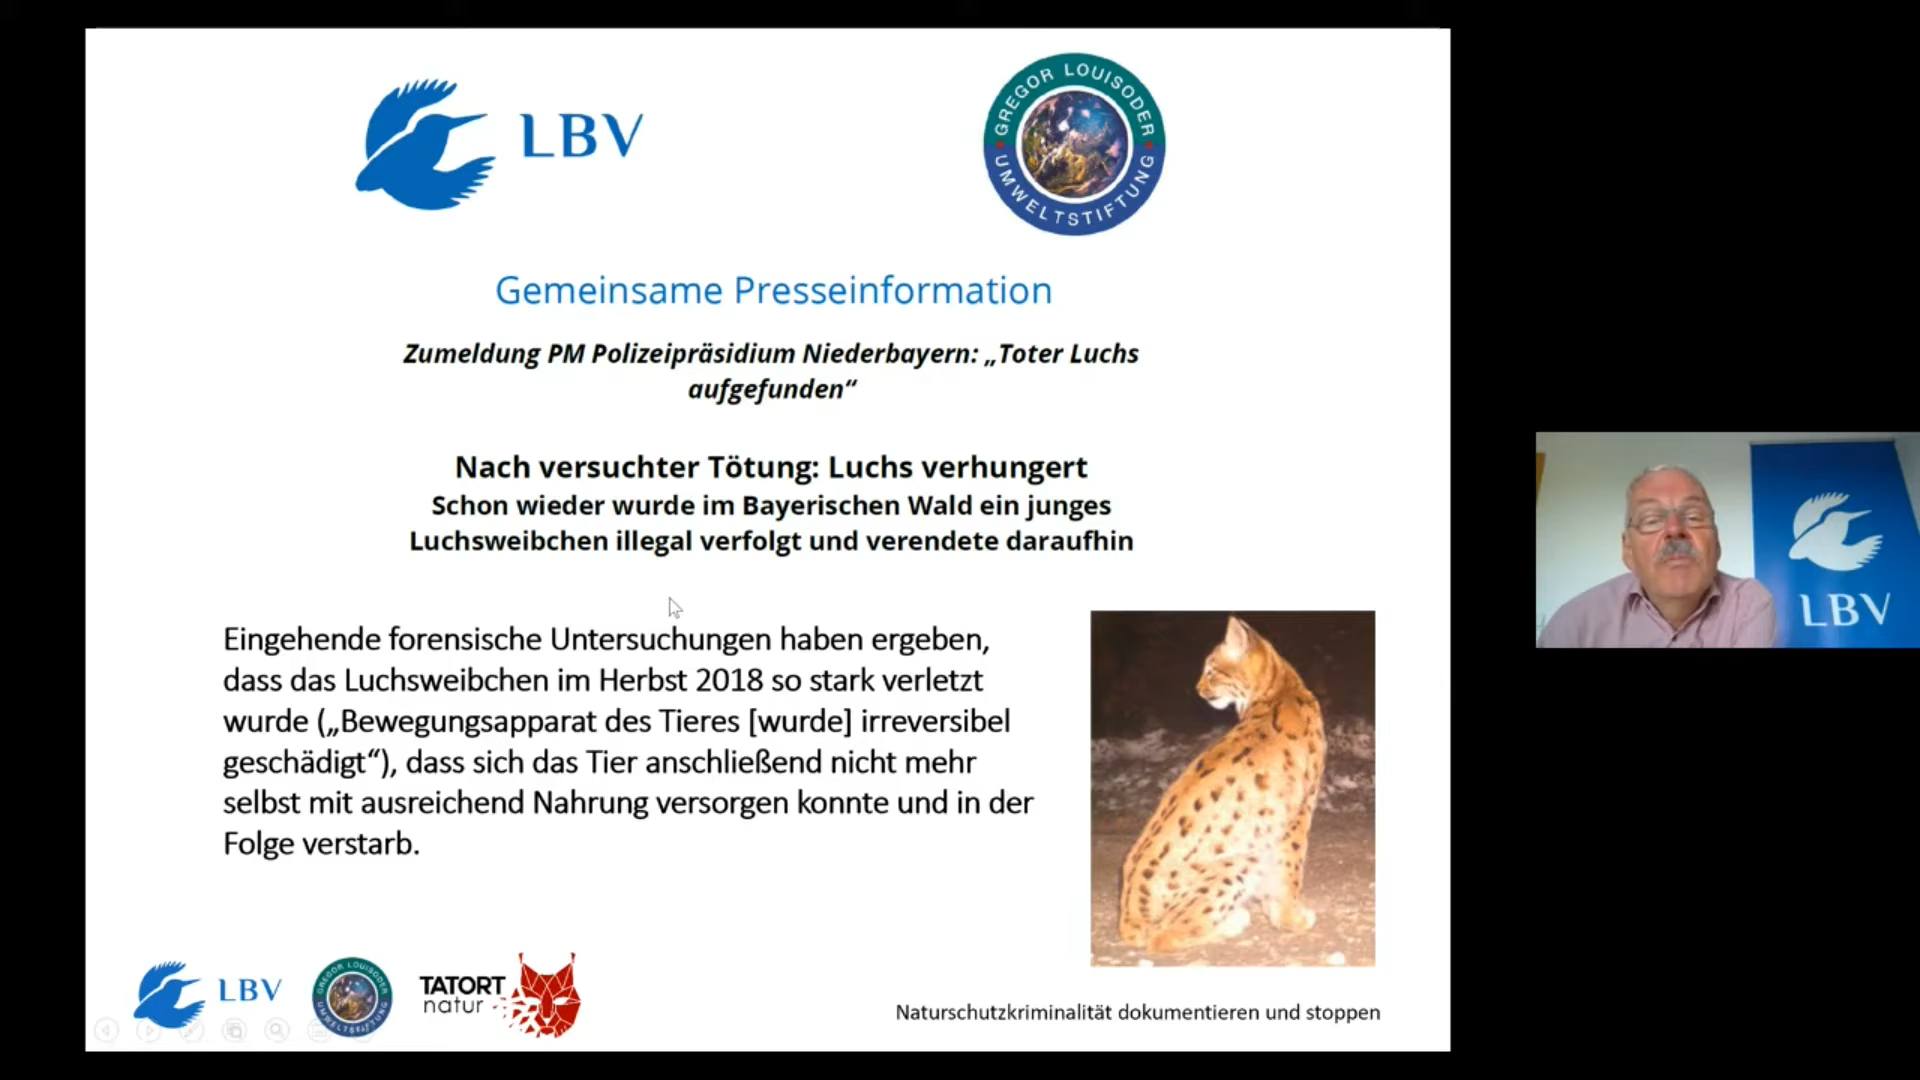 LBV
GREGOR LOUISODER
UMWELTSTIFTUNG
Gemeinsame Presseinformation
Zumeldung PM Polizeipräsidium Niederbayern: „Toter Luchs
aufgefunden“
Nach versuchter Tötung: Luchs verhungert
Schon wieder wurde im Bayerischen Wald ein junges
Luchsweibchen illegal verfolgt und verendete daraufhin
Eingehende forensische Untersuchungen haben ergeben,
dass das Luchsweibchen im Herbst 2018 so stark verletzt
wurde („Bewegungsapparat des Tieres [wurde] irreversibel
geschädigt“), dass sich das Tier anschließend nicht mehr
selbst mit ausreichend Nahrung versorgen konnte und in der
Folge verstarb.
LBV
GREGOR LOUISODER
UMWELTSTIFTUNG
TATORT
natur
Naturschutzkriminalität dokumentieren und stoppen
LBV